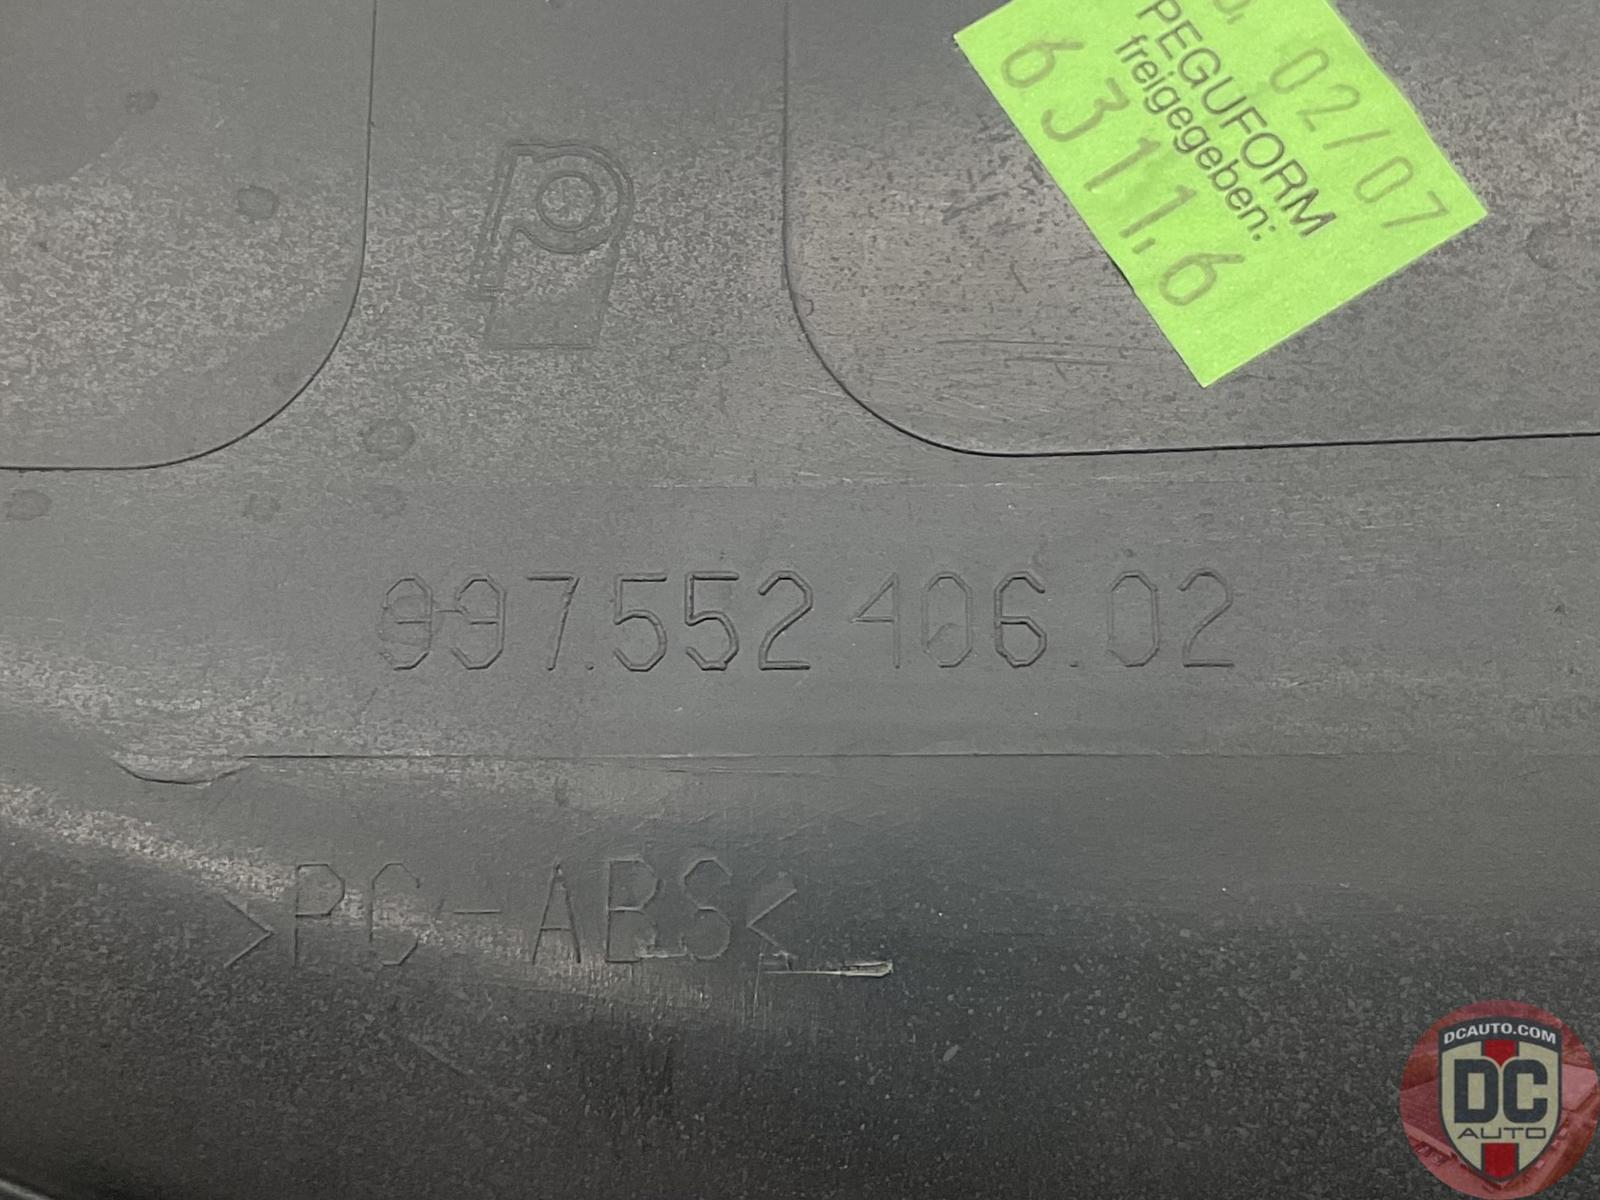 02/07
PEGUFORM
freigegeben:
6311,6
997.552 406.02
>PC-ABS<
DCAUTO.COM
DC
AUTO